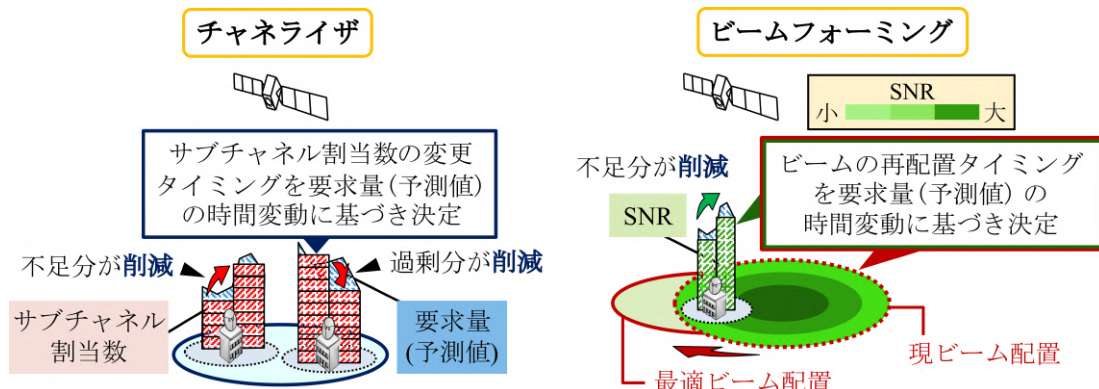 チャネライザ
サブチャネル割当数の変更
タイミングを要求量(予測値)
の時間変動に基づき決定
不足分が削減
過剰分が削減
サブチャネル
割当数
要求量
(予測値)
ビームフォーミング
SNR
小
大
不足分が削減
ビームの再配置タイミング
を要求量(予測値) の
時間変動に基づき決定
SNR
現ビーム配置
最適ビーム配置